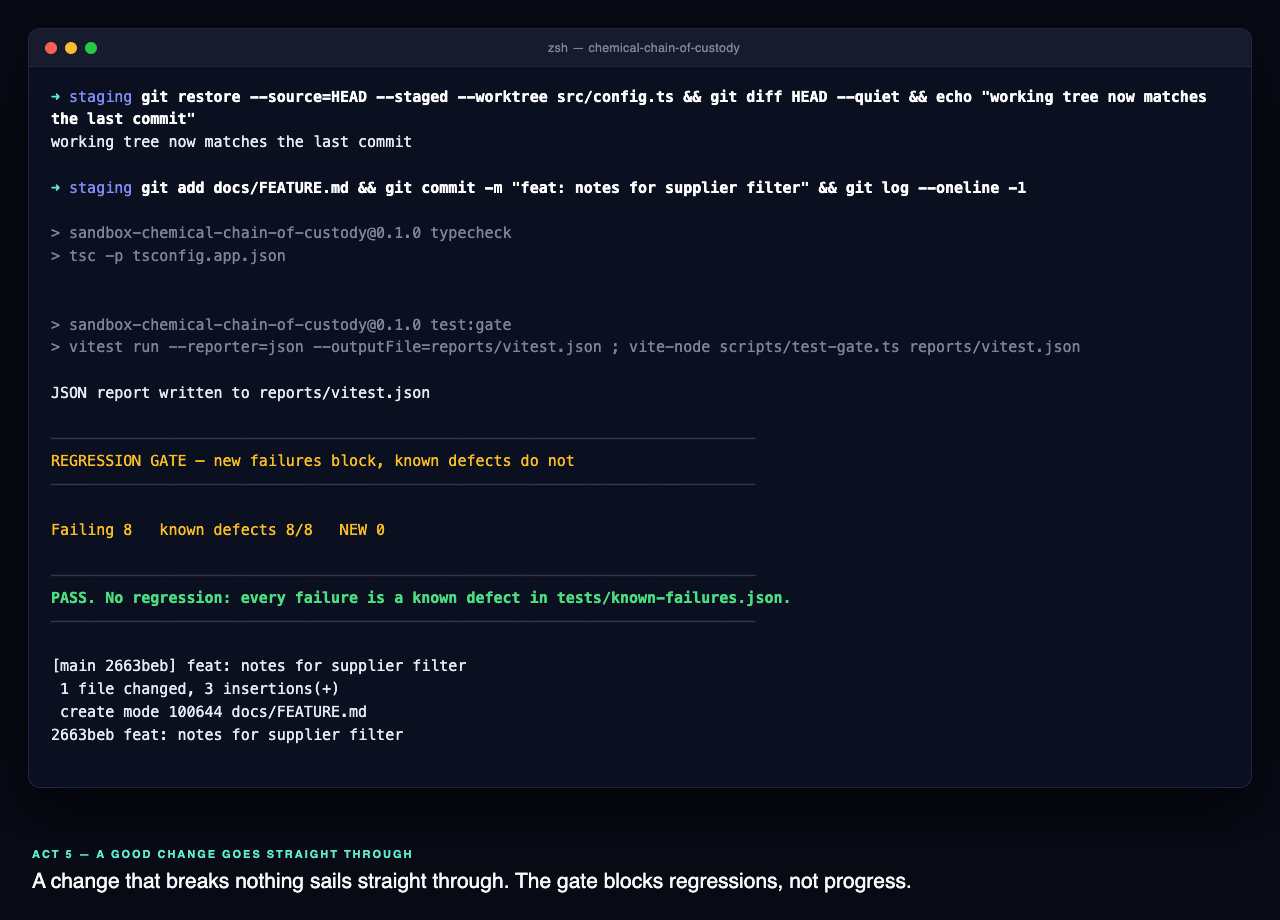 zsh — chemical-chain-of-custody
➜ staging git restore --source=HEAD --staged --worktree src/config.ts && git diff HEAD --quiet && echo "working tree now matches
the last commit"
working tree now matches the last commit
➜ staging git add docs/FEATURE.md && git commit -m "feat: notes for supplier filter" && git log --oneline -1
> sandbox-chemical-chain-of-custody@0.1.0 typecheck
> tsc -p tsconfig.app.json
> sandbox-chemical-chain-of-custody@0.1.0 test:gate
> vitest run --reporter=json --outputFile=reports/vitest.json ; vite-node scripts/test-gate.ts reports/vitest.json
JSON report written to reports/vitest.json
REGRESSION GATE — new failures block, known defects do not
Failing 8   known defects 8/8   NEW 0
PASS. No regression: every failure is a known defect in tests/known-failures.json.
[main 2663beb] feat: notes for supplier filter
1 file changed, 3 insertions(+)
create mode 100644 docs/FEATURE.md
2663beb feat: notes for supplier filter
ACT 5 — A GOOD CHANGE GOES STRAIGHT THROUGH
A change that breaks nothing sails straight through. The gate blocks regressions, not progress.